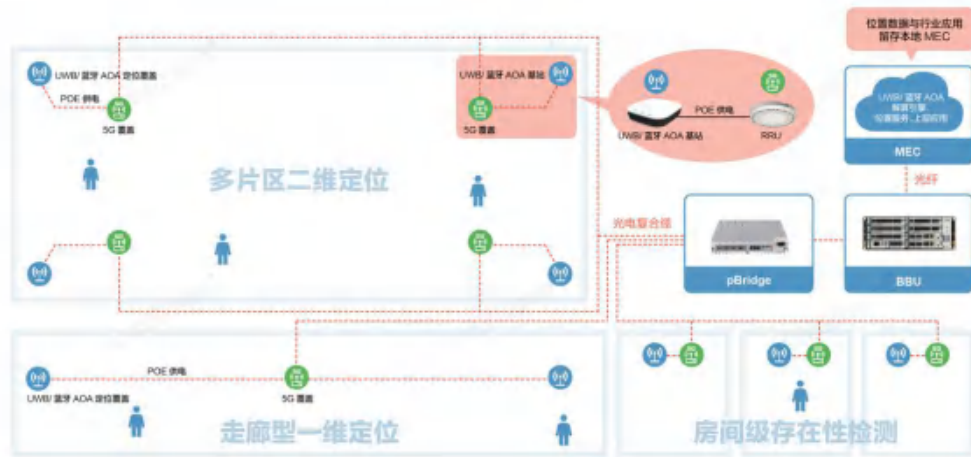 位置数据与行业应用
留存本地 MEC
UWB/ 蓝牙 AOA 定位覆盖
POE 供电
5G 覆盖
UWB/ 蓝牙 AOA 基站
5G 覆盖
POE 供电
UWB/ 蓝牙 AOA 基站
RRU
UWB/ 蓝牙 AOA
解算引擎、
位置服务、上层应用
MEC
光纤
多片区二维定位
光电复合缆
pBridge
BBU
POE 供电
UWB/ 蓝牙 AOA 定位覆盖
5G 覆盖
走廊型一维定位
房间级存在性检测